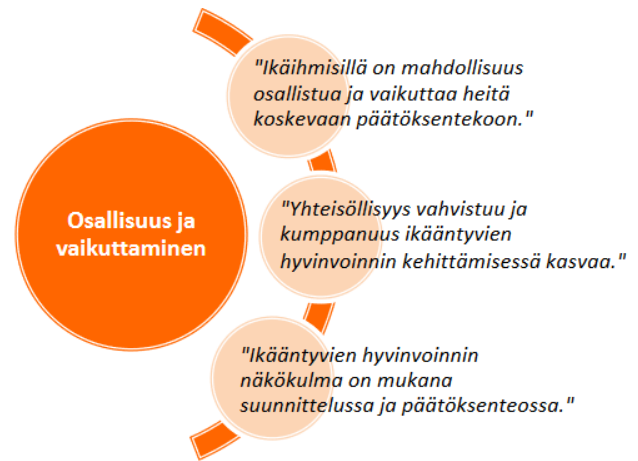 Osallisuus ja
vaikuttaminen
"Ikäihmisillä on mahdollisuus
osallistua ja vaikuttaa heitä
koskevaan päätöksentekoon."
"Yhteisöllisyys vahvistuu ja
kumppanuus ikääntyvien
hyvinvoinnin kehittämisessä kasvaa."
"Ikääntyvien hyvinvoinnin
näkökulma on mukana
suunnittelussa ja päätöksenteossa."